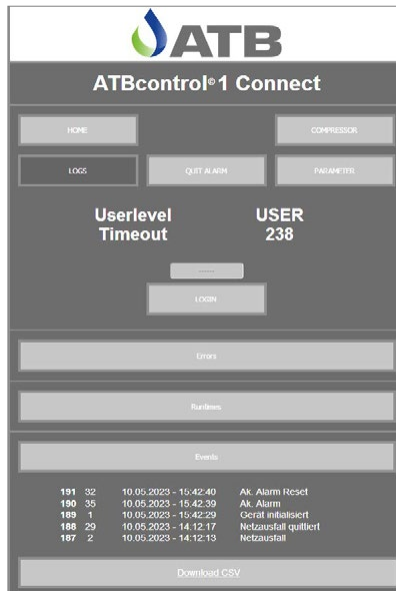 ATB
ATBcontrol® 1 Connect
HOME
COMPRESSOR
LOGS
QUIT ALARM
PARAMETER
Userlevel USER
Timeout 238
LOGIN
Errors
Runtimes
Events
191 32 10.05.2023 - 15:42:40 Ak. Alarm Reset
190 35 10.05.2023 - 15:42:39 Ak. Alarm
189 1 10.05.2023 - 15:42:29 Gerät initialisiert
188 29 10.05.2023 - 14:12:17 Netzausfall quittiert
187 2 10.05.2023 - 14:12:13 Netzausfall
Download CSV